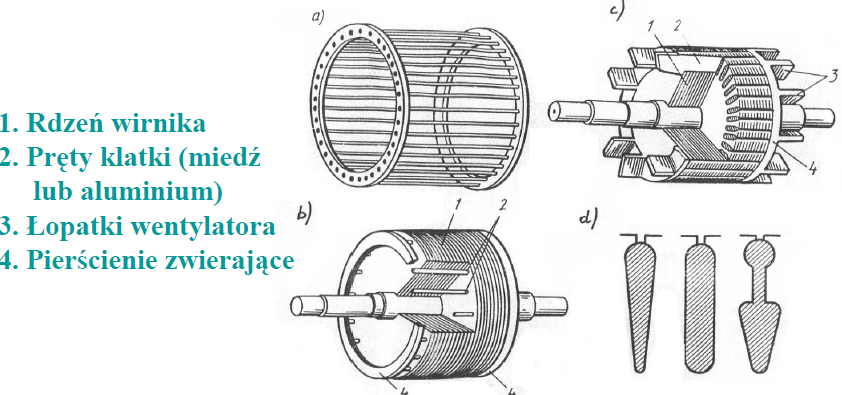 1. Rdzeń wirnika
2. Pręty klatki (miedź
lub aluminium)
3. Łopatki wentylatora
4. Pierścienie zwierające
a)
b)
1
2
4
4
c)
1
2
3
4
d)